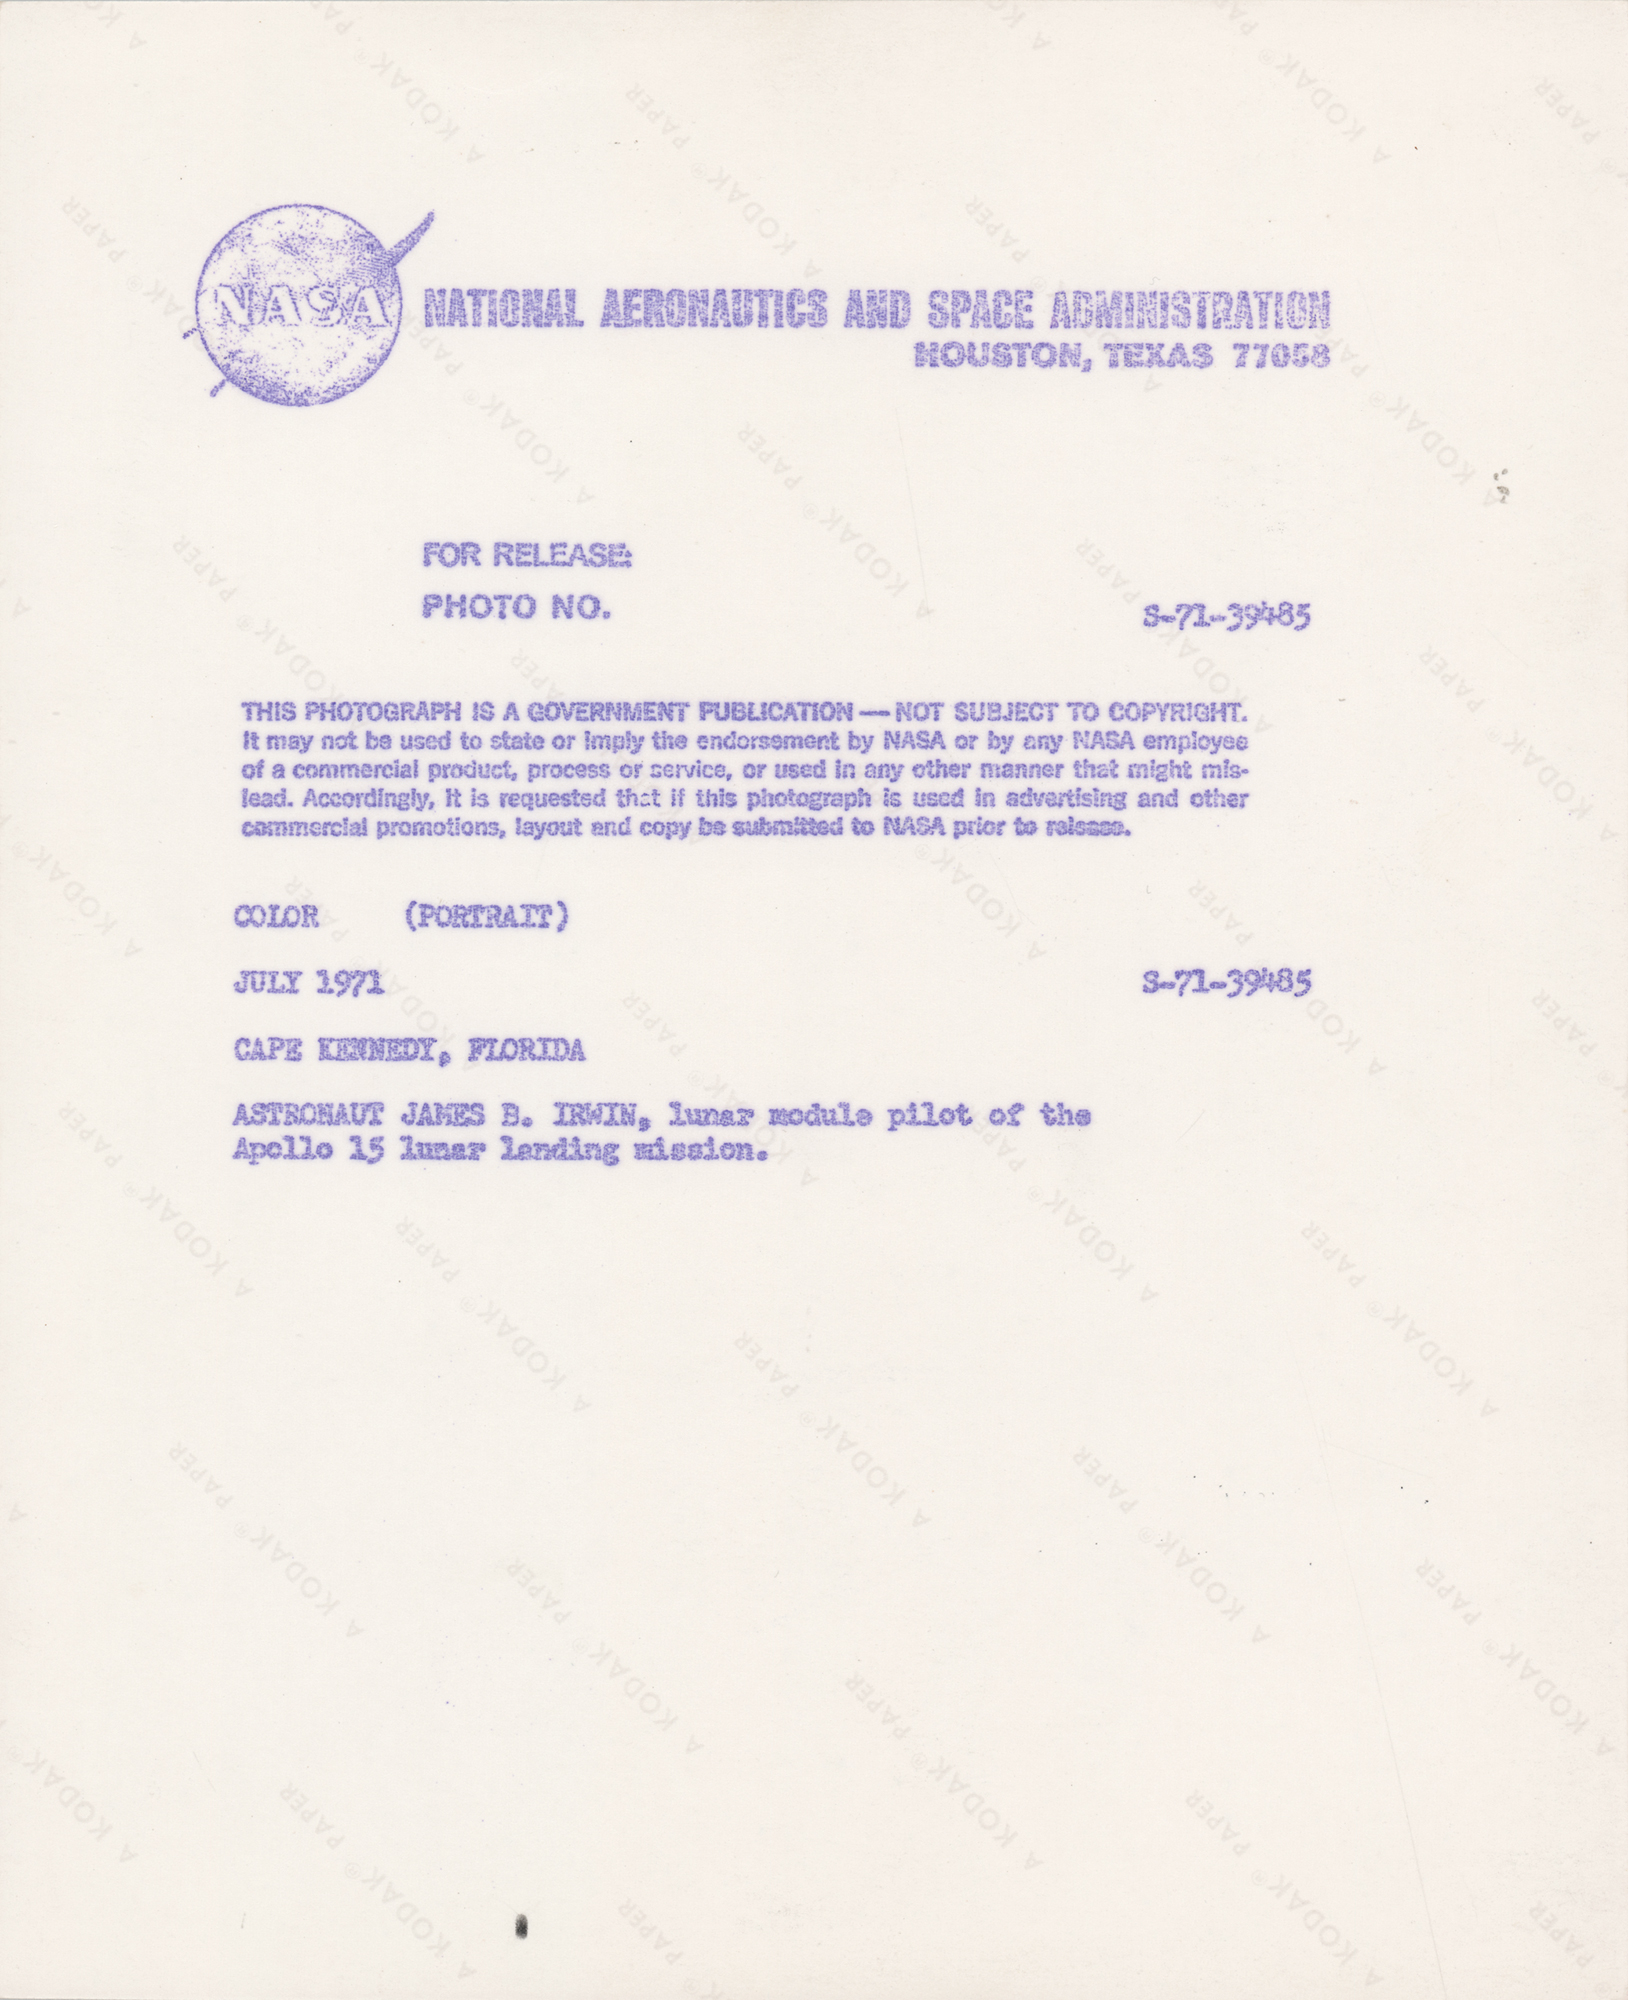 NASA
NATIONAL AERONAUTICS AND SPACE ADMINISTRATION
HOUSTON, TEXAS 77058
FOR RELEASE:
PHOTO NO. S-71-39485
THIS PHOTOGRAPH IS A GOVERNMENT PUBLICATION — NOT SUBJECT TO COPYRIGHT.
It may not be used to state or imply the endorsement by NASA or by any NASA employee
of a commercial product, process or service, or used in any other manner that might mis-
lead. Accordingly, it is requested that if this photograph is used in advertising and other
commercial promotions, layout and copy be submitted to NASA prior to release.
COLOR (PORTRAIT)
JULY 1971 S-71-39485
CAPE KENNEDY, FLORIDA
ASTRONAUT JAMES B. IRWIN, lunar module pilot of the
Apollo 15 lunar landing mission.
A KODAK® PAPER